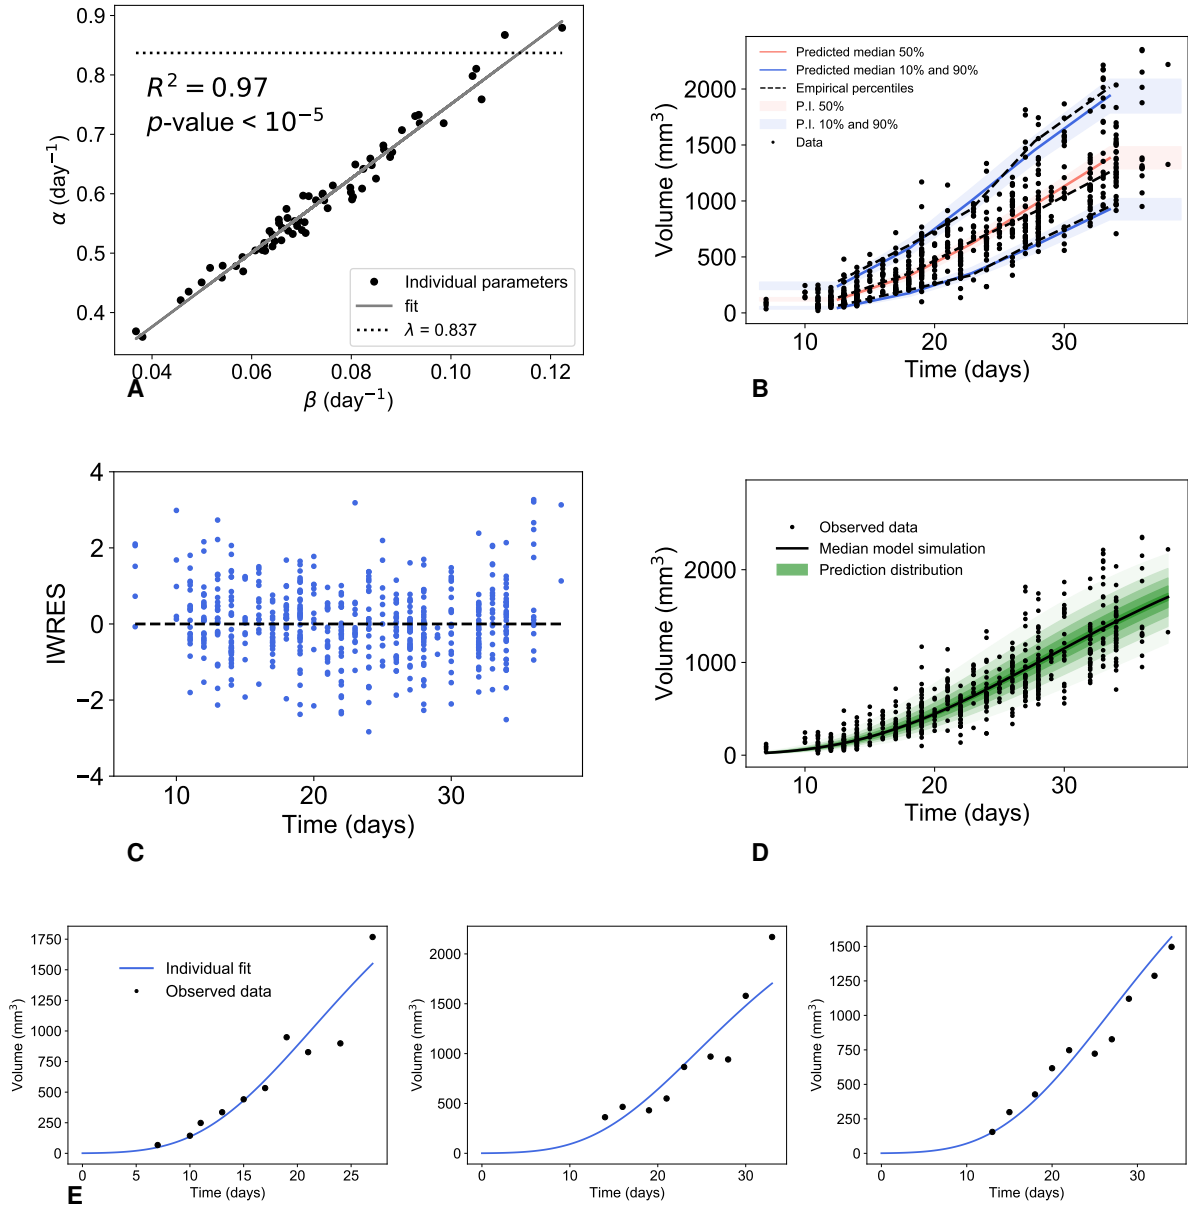 0.9
0.8
0.7
0.6
0.5
0.4
α (day⁻¹)
R² = 0.97
p-value < 10⁻⁵
Individual parameters
fit
λ = 0.837
0.04 0.06 0.08 0.10 0.12
β (day⁻¹)
A
Predicted median 50%
Predicted median 10% and 90%
Empirical percentiles
P.I. 50%
P.I. 10% and 90%
Data
2000
1500
1000
500
0
Volume (mm³)
10 20 30
Time (days)
B
4
2
0
−2
−4
IWRES
10 20 30
Time (days)
C
Observed data
Median model simulation
Prediction distribution
2000
1000
0
Volume (mm³)
10 20 30
Time (days)
D
1750
1500
1250
1000
750
500
250
0
Volume (mm³)
Individual fit
Observed data
0 5 10 15 20 25
Time (days)
E
2000
1500
1000
500
0
Volume (mm³)
0 10 20 30
Time (days)
1500
1250
1000
750
500
250
0
Volume (mm³)
0 10 20 30
Time (days)